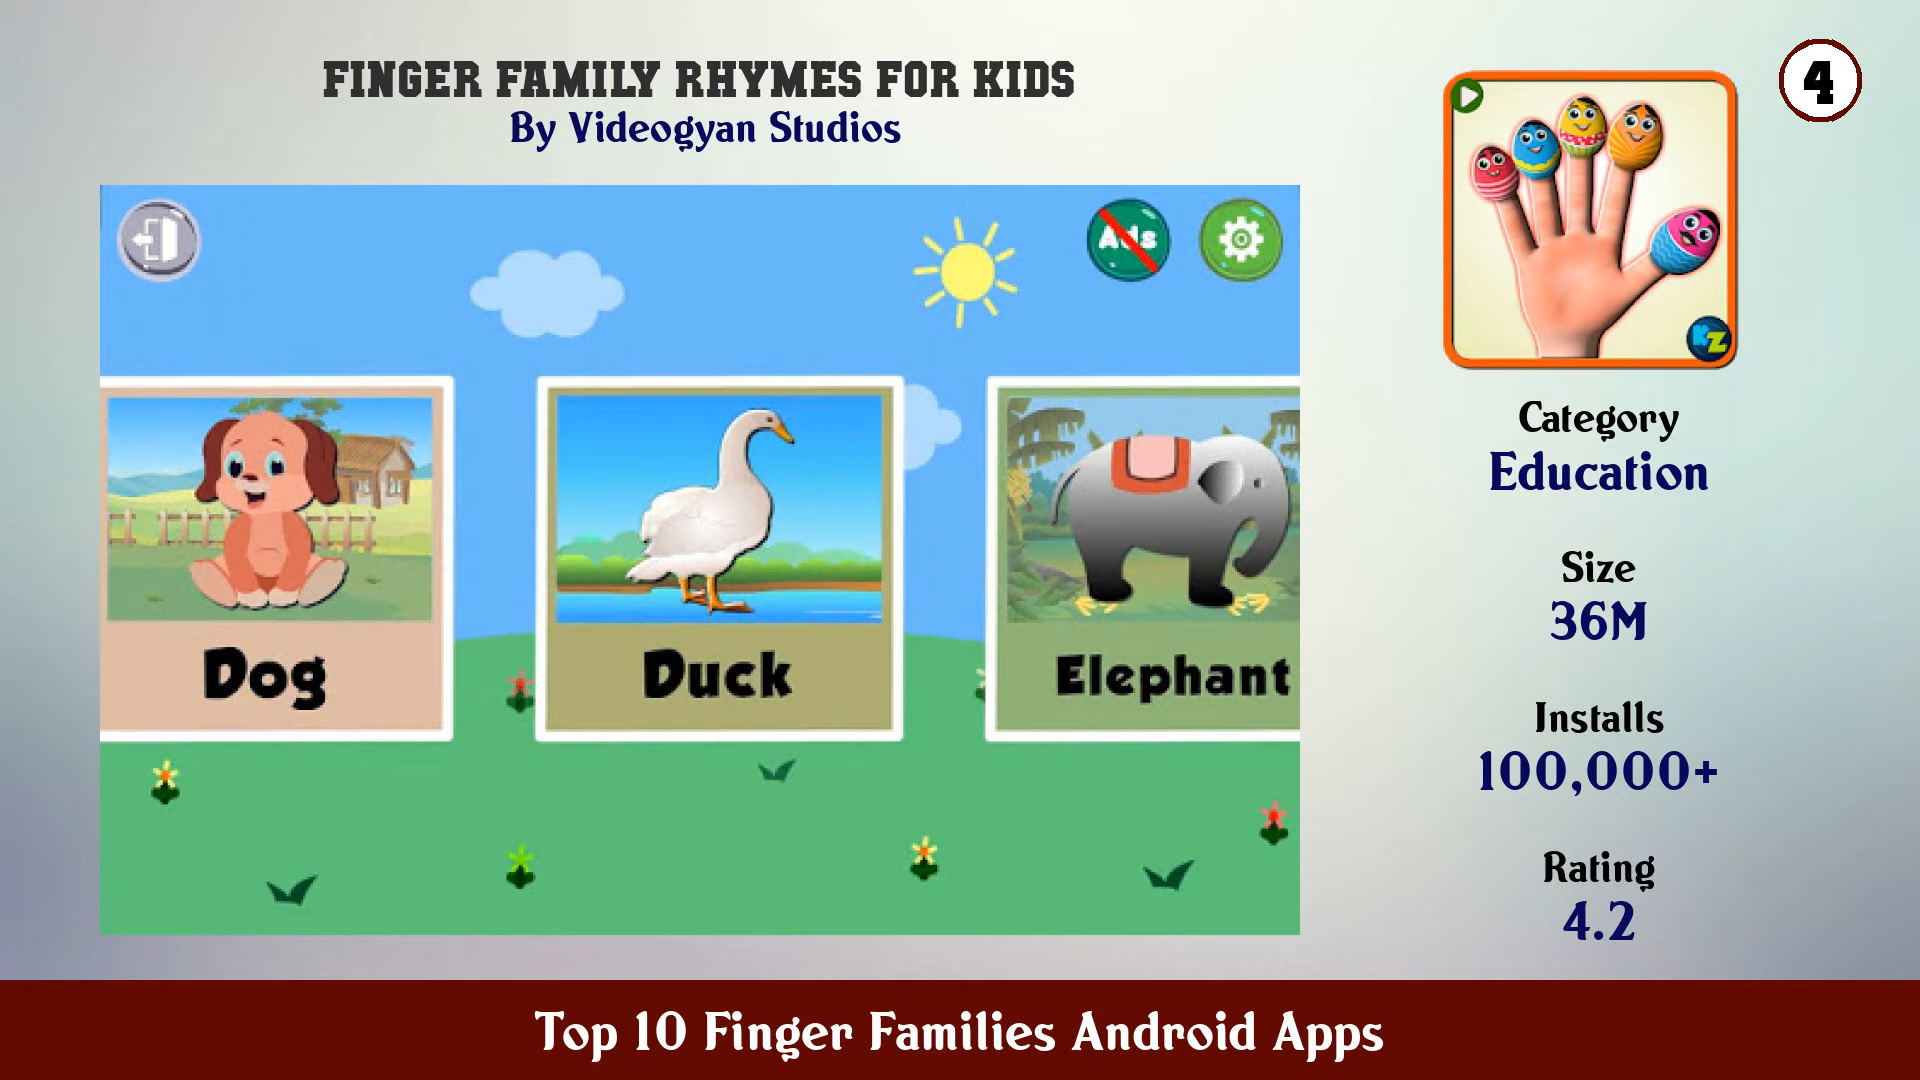 FINGER FAMILY RHYMES FOR KIDS
By Videogyan Studios
4
Ads
Dog
Duck
Elephant
KZ
Category
Education
Size
36M
Installs
100,000+
Rating
4.2
Top 10 Finger Families Android Apps